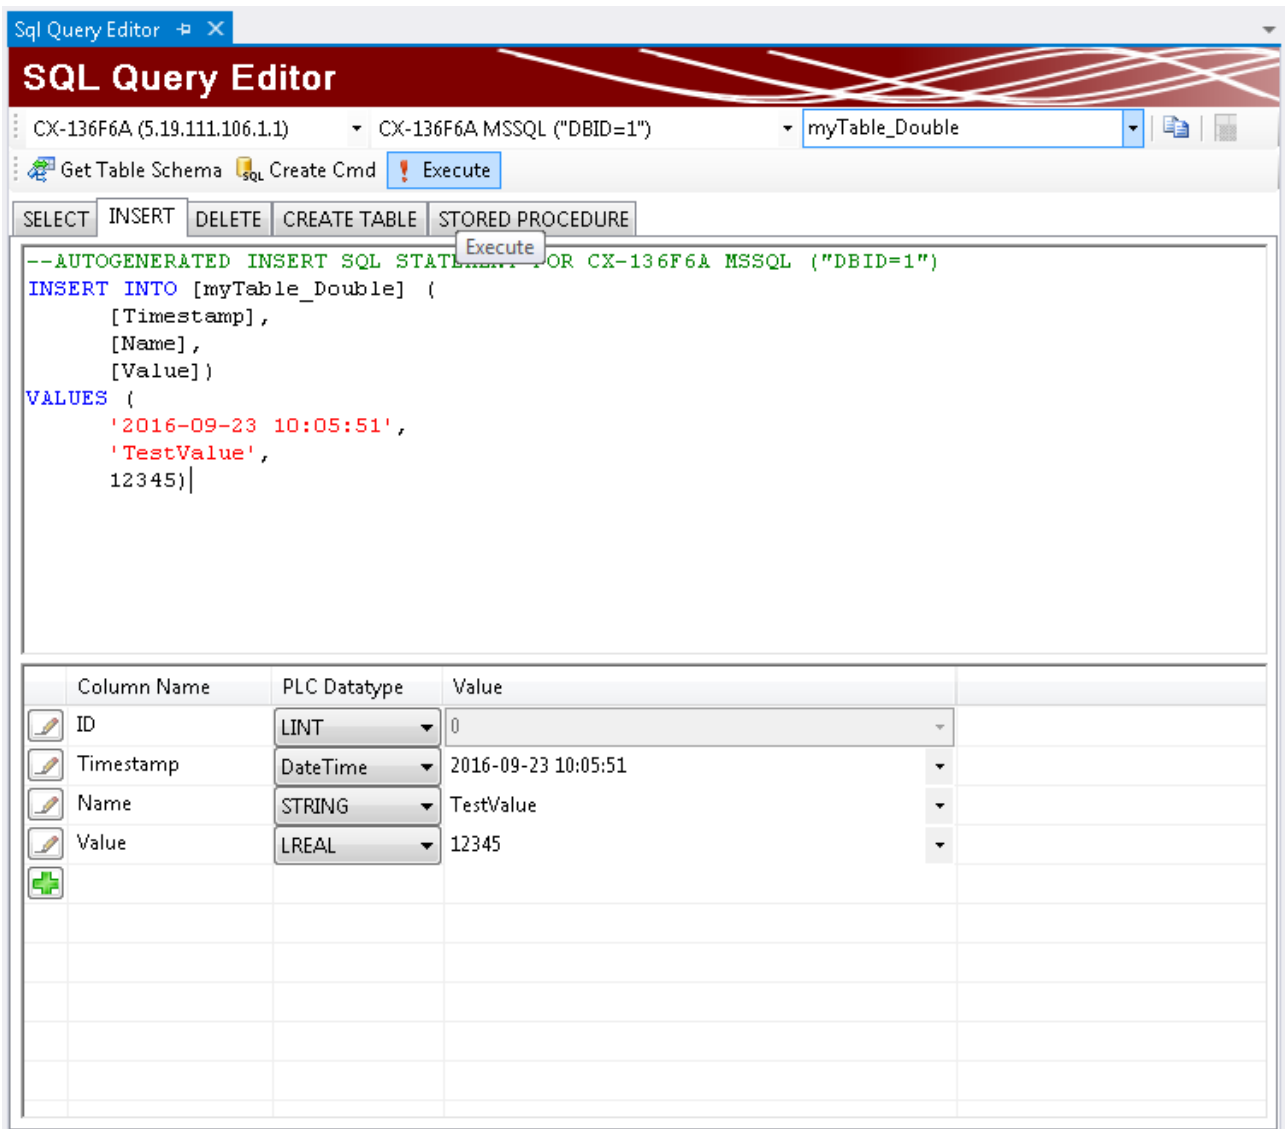 Sql Query Editor
SQL Query Editor
CX-136F6A (5.19.111.106.1.1) CX-136F6A MSSQL ("DBID=1") myTable_Double
Get Table Schema SQL Create Cmd Execute
SELECT INSERT DELETE CREATE TABLE STORED PROCEDURE
Execute
--AUTOGENERATED INSERT SQL STATEMENT FOR CX-136F6A MSSQL ("DBID=1")
INSERT INTO [myTable_Double] (
[Timestamp],
[Name],
[Value])
VALUES (
'2016-09-23 10:05:51',
'TestValue',
12345)
Column Name PLC Datatype Value
ID LINT 0
Timestamp DateTime 2016-09-23 10:05:51
Name STRING TestValue
Value LREAL 12345